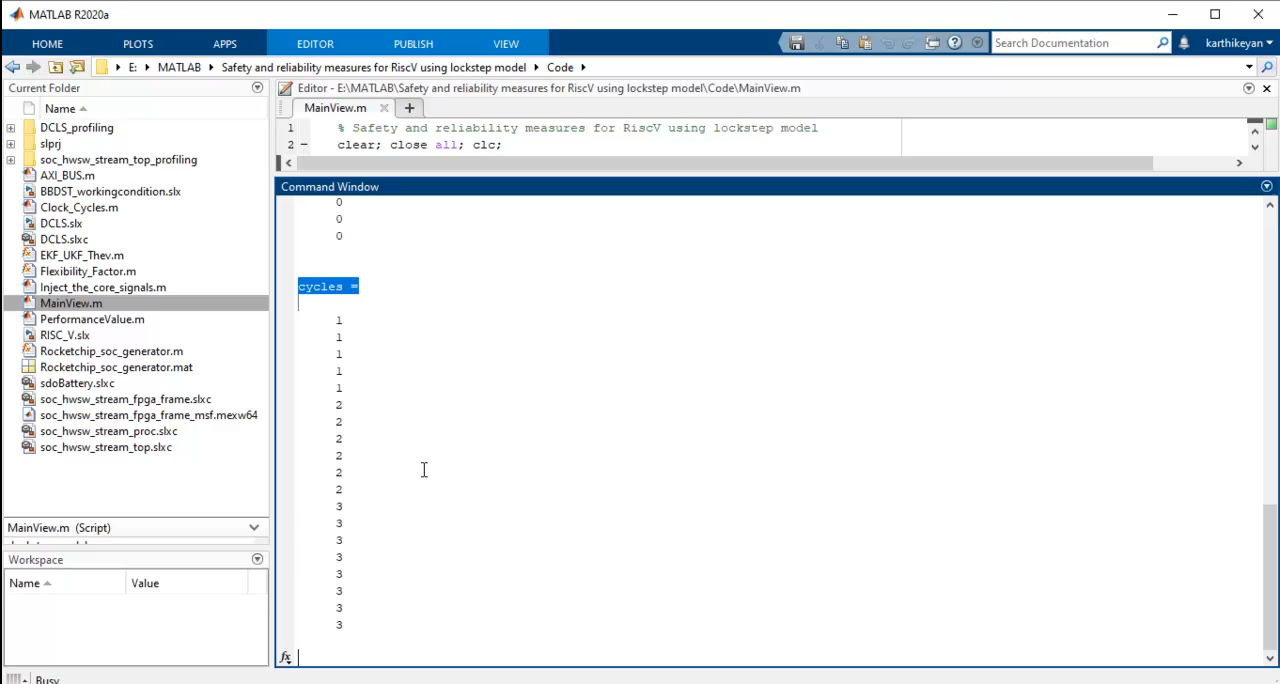 MATLAB R2020a
HOME PLOTS APPS EDITOR PUBLISH VIEW Search Documentation karthikeyan
E: MATLAB Safety and reliability measures for RiscV using lockstep model Code
Current Folder
Name
DCLS_profiling
slprj
soc_hwsw_stream_top_profiling
AXI_BUS.m
BBDST_workingcondition.slx
Clock_Cycles.m
DCLS.slx
DCLS.slxc
EKF_UKF_Thev.m
Flexibility_Factor.m
Inject_the_core_signals.m
MainView.m
PerformanceValue.m
RISC_V.slx
Rocketchip_soc_generator.m
Rocketchip_soc_generator.mat
sdoBattery.slxc
soc_hwsw_stream_fpga_frame.slxc
soc_hwsw_stream_fpga_frame_msf.mexw64
soc_hwsw_stream_proc.slxc
soc_hwsw_stream_top.slxc
MainView.m (Script)
Workspace
Name Value
Editor - E:\MATLAB\Safety and reliability measures for RiscV using lockstep model\Code\MainView.m
MainView.m
1 % Safety and reliability measures for RiscV using lockstep model
2 - clear; close all; clc;
Command Window
0
0
0
cycles =
1
1
1
1
1
2
2
2
2
2
2
3
3
3
3
3
3
3
3
fx
Busy